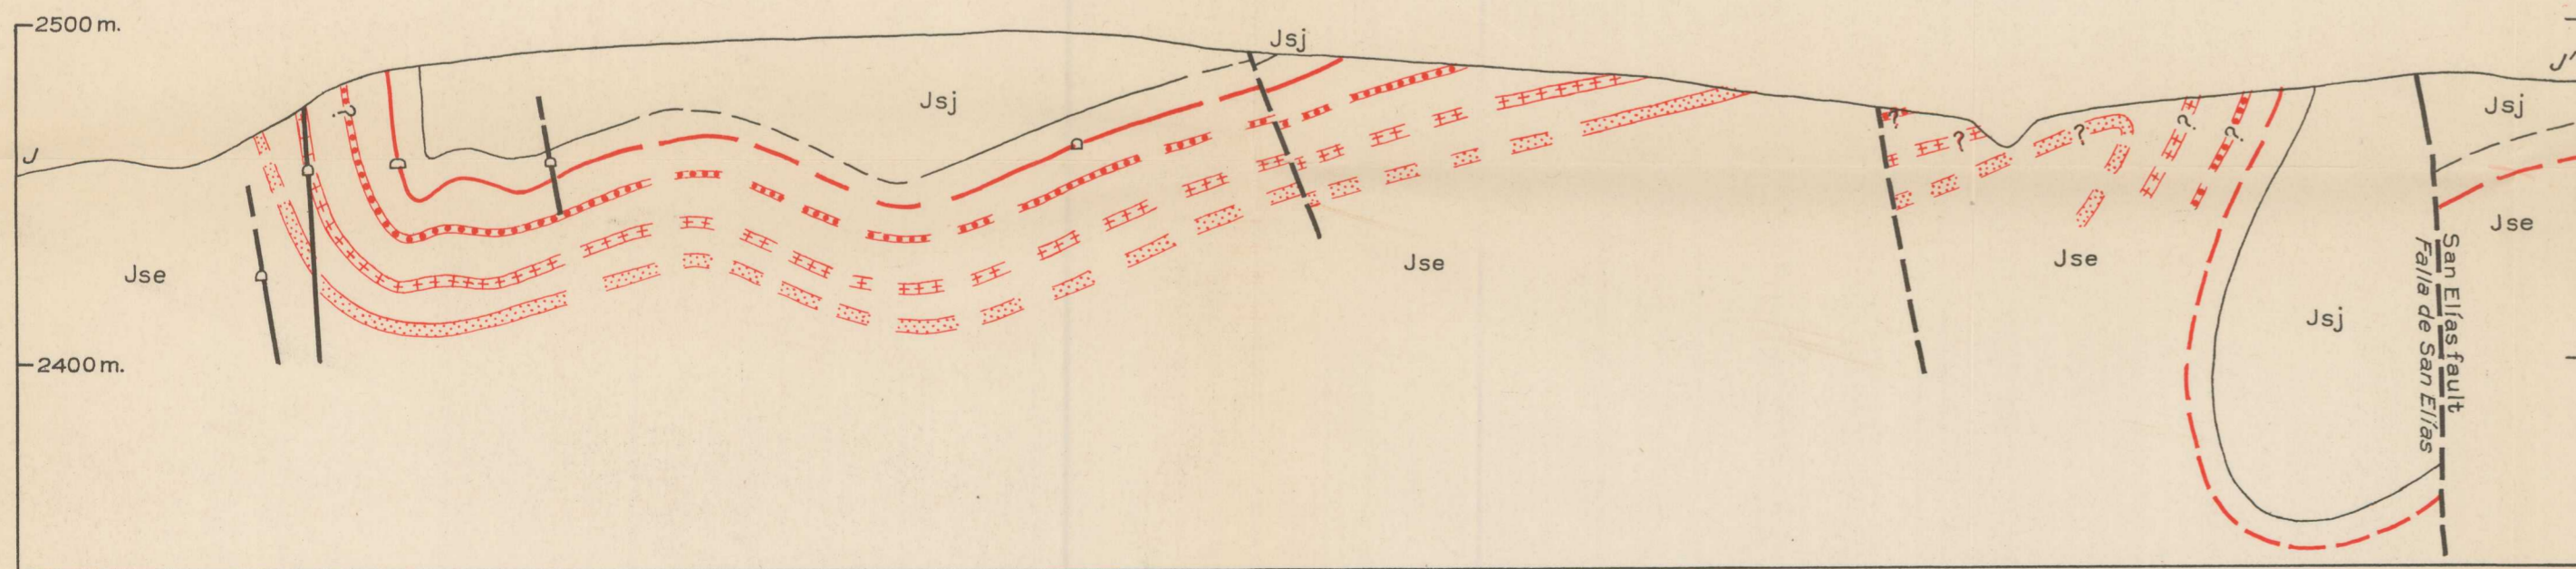 2500 m.
Jsj
J'
Jsj
Jsj
?
?
?
?
?
?
J
Jse
Jse
Jse
Jse
Jsj
San Elías fault
Falla de San Elías
2400 m.